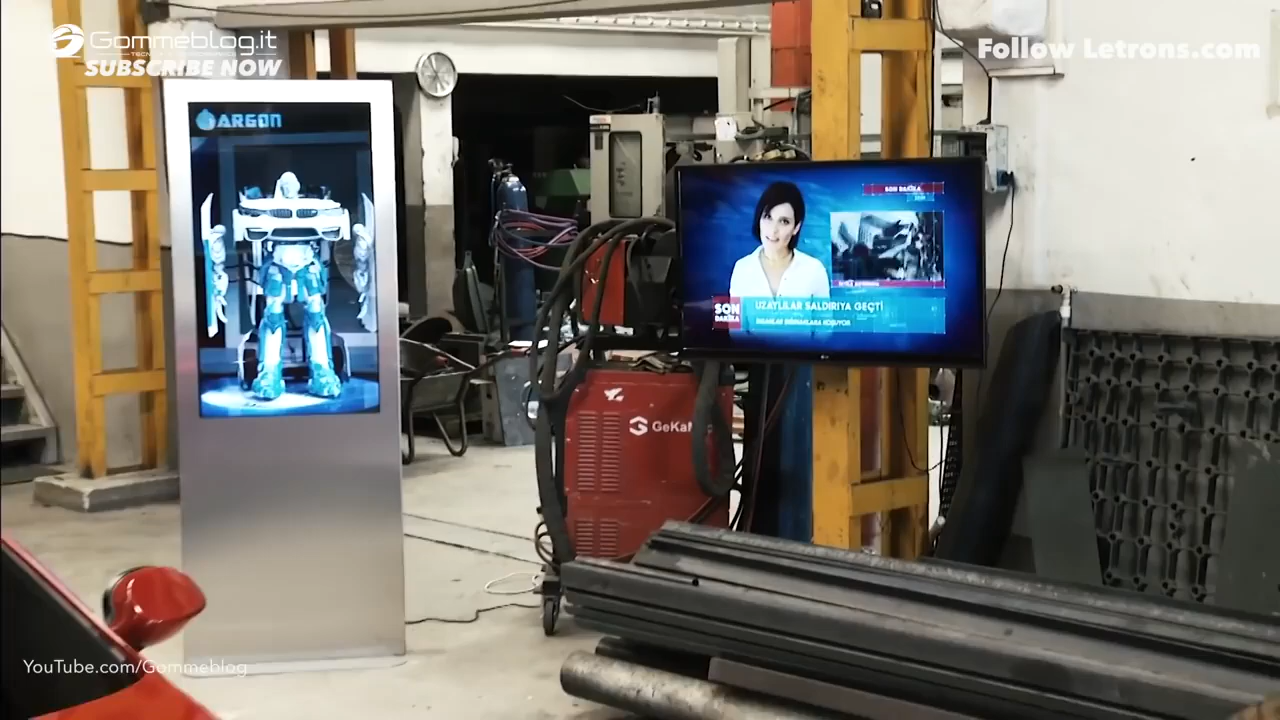 Gommeblog.it
SUBSCRIBE NOW
Follow Letrons.com
ARGON
SON DAKİKA
SON
DAKİKA
UZAYLILAR SALDIRIYA GEÇTİ
GeKaM
YouTube.com/Gommeblog